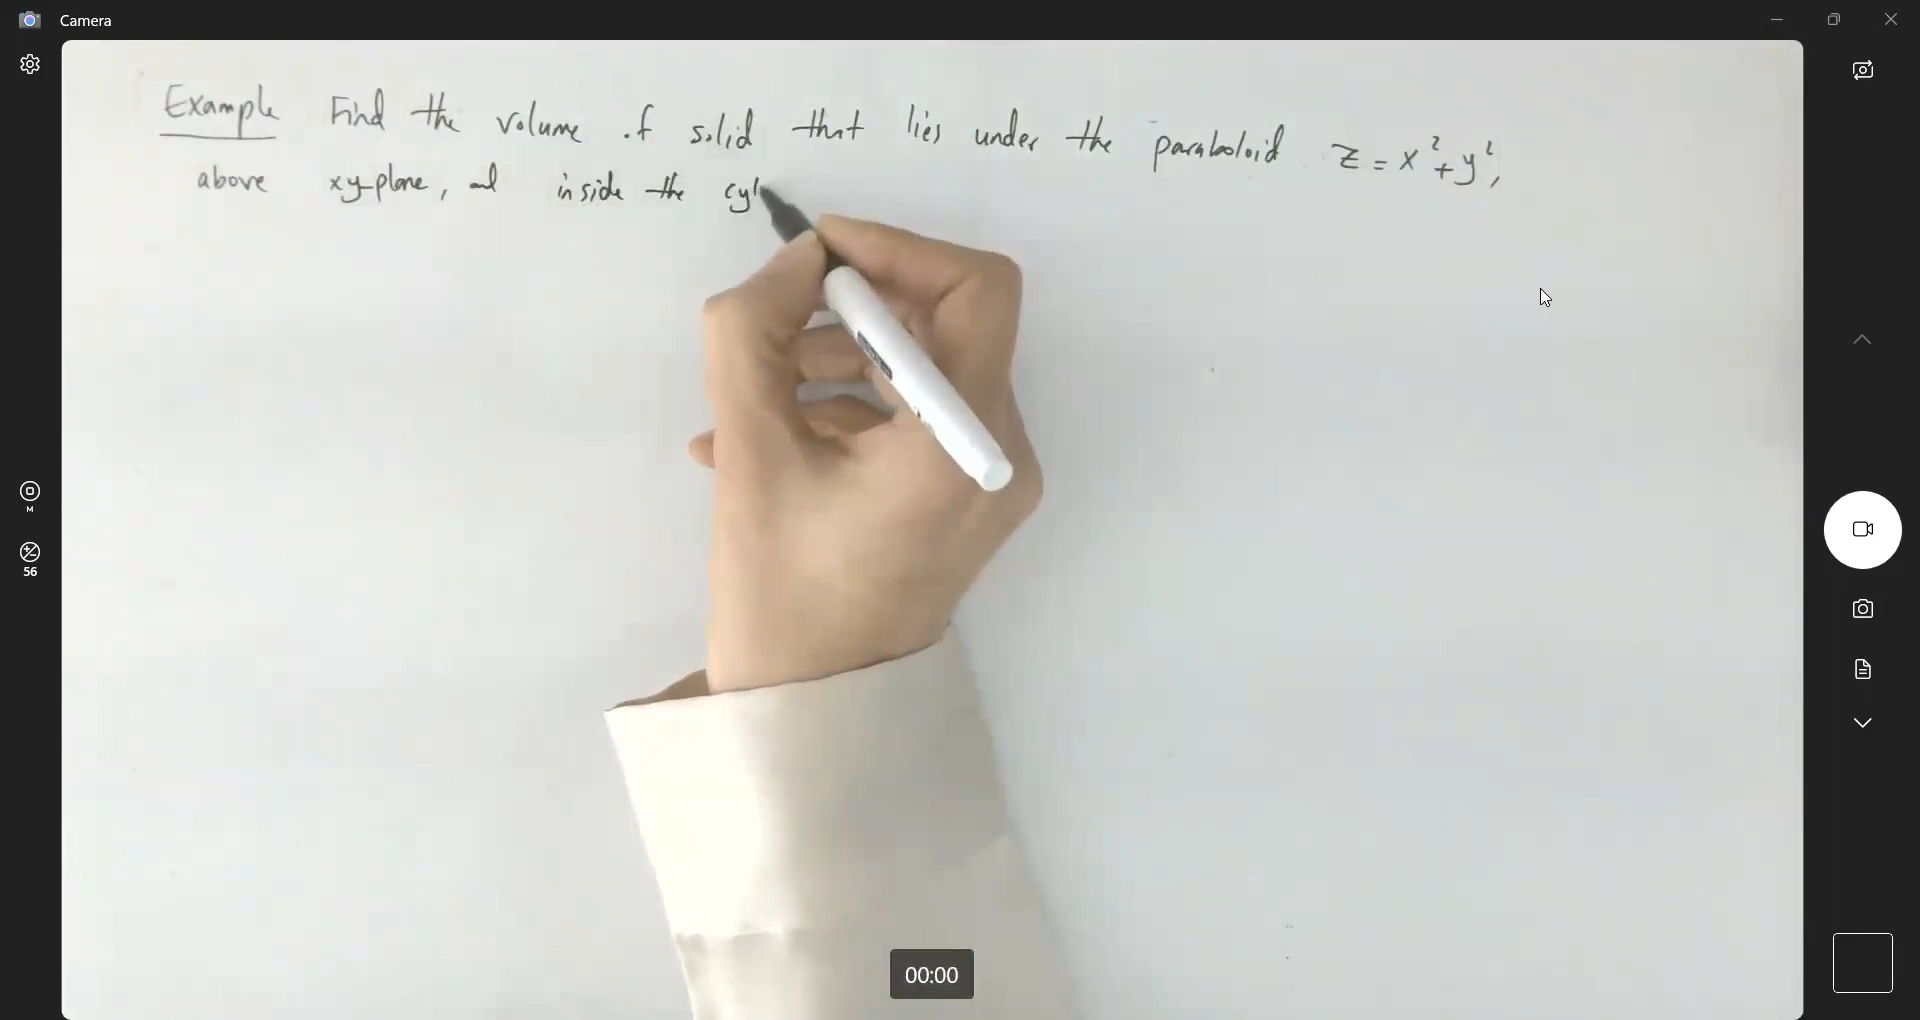 Camera
Example Find the volume of solid that lies under the paraboloid z = x²+y²,
above xy-plane, and inside the cyl
M
56
00:00